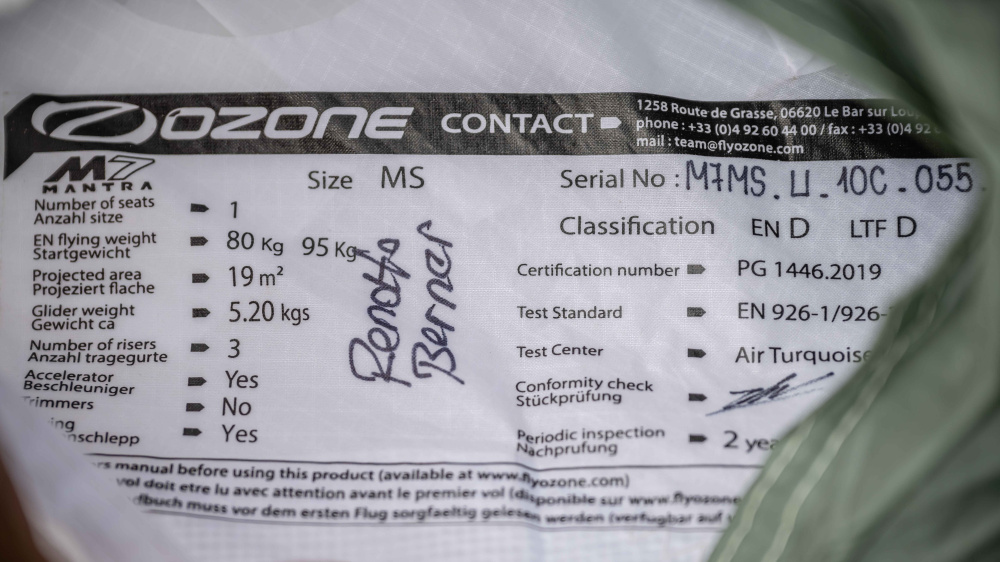 OZONE CONTACT
1258 Route de Grasse, 06620 Le Bar sur
phone : +33 (0)4 92 60 44 00 / fax : +33 (0)4 92
mail : team@flyozone.com
M7
MANTRA
Size MS
Serial No : M7MS.U.10C.055
Number of seats
Anzahl sitze
1
EN flying weight
Startgewicht
80 Kg 95 Kg
Projected area
Projeziert flache
19 m²
Glider weight
Gewicht ca
5.20 kgs
Number of risers
Anzahl tragegurte
3
Accelerator
Beschleuniger
Yes
Trimmers
No
Yes
Berner
Classification EN D LTF D
Certification number PG 1446.2019
Test Standard EN 926-1/926-
Test Center Air Turquoise
Conformity check
Stückprüfung
Periodic inspection
Nachprufung
2
manual before using this product (available at www.flyozone.com)
vol doit etre lu avec attention avant le premier vol (disponible sur www.flyozone
muss vor dem ersten Flug sorgfaeltig gelesen werden (verfugbar auf